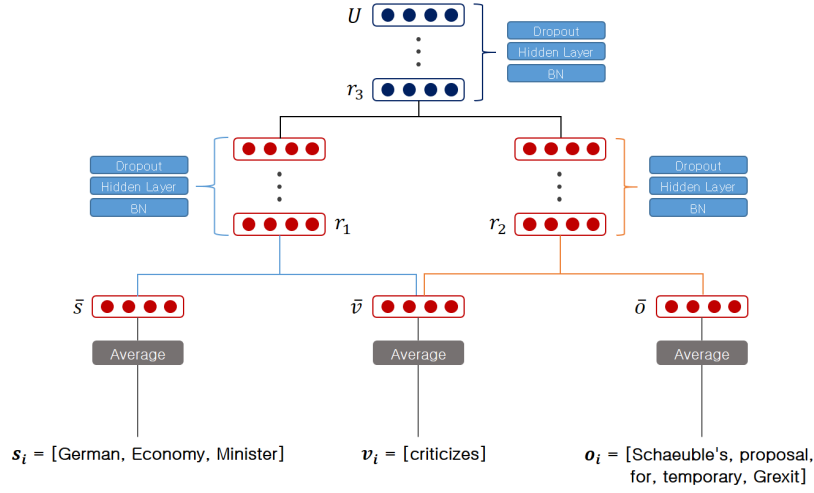 U
Dropout
Hidden Layer
BN
r3
Dropout
Hidden Layer
BN
r1
r2
Dropout
Hidden Layer
BN
s̄
v̄
ō
Average
Average
Average
si = [German, Economy, Minister]
vi = [criticizes]
oi = [Schaeuble's, proposal,
for, temporary, Grexit]